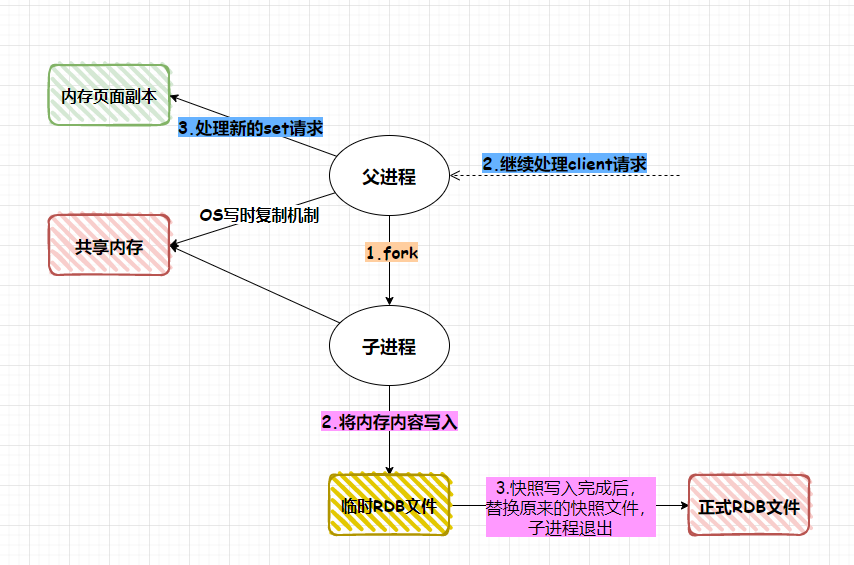 内存页面副本
3.处理新的set请求
父进程
2.继续处理client请求
OS写时复制机制
共享内存
1.fork
子进程
2.将内存内容写入
临时RDB文件
3.快照写入完成后，
替换原来的快照文件，
子进程退出
正式RDB文件